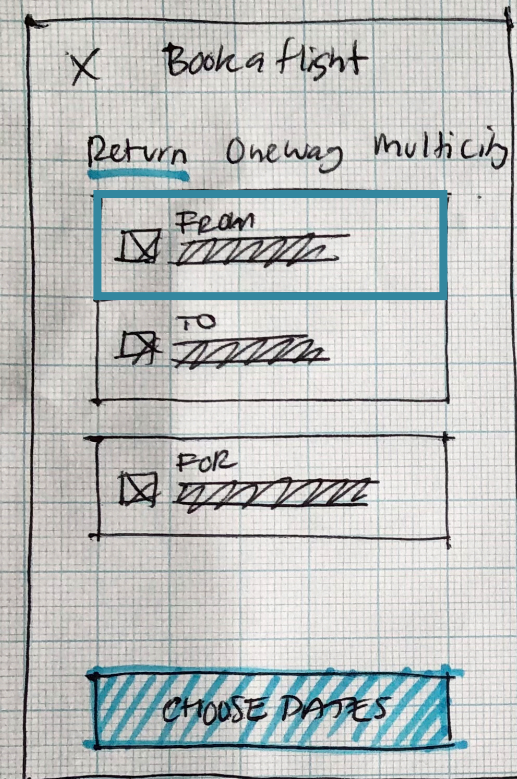 X Book a flight
Return Oneway Multicity
FROM
TO
FOR
CHOOSE DATES